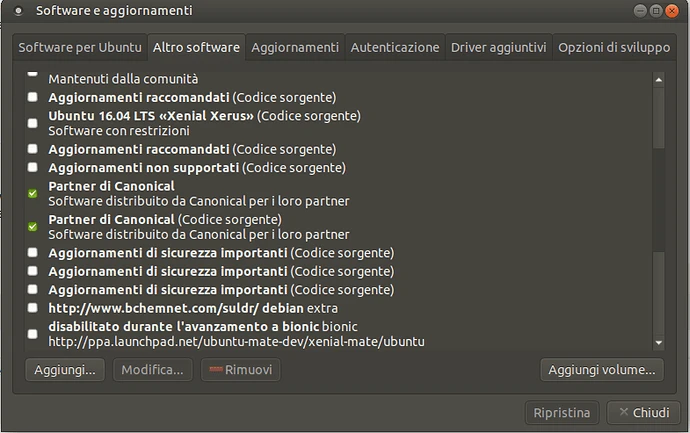 Software e aggiornamenti
Software per Ubuntu
Altro software
Aggiornamenti
Autenticazione
Driver aggiuntivi
Opzioni di sviluppo
Mantenuti dalla comunità
Aggiornamenti raccomandati (Codice sorgente)
Ubuntu 16.04 LTS «Xenial Xerus» (Codice sorgente)
Software con restrizioni
Aggiornamenti raccomandati (Codice sorgente)
Aggiornamenti non supportati (Codice sorgente)
Partner di Canonical
Software distribuito da Canonical per i loro partner
Partner di Canonical (Codice sorgente)
Software distribuito da Canonical per i loro partner
Aggiornamenti di sicurezza importanti (Codice sorgente)
Aggiornamenti di sicurezza importanti (Codice sorgente)
Aggiornamenti di sicurezza importanti (Codice sorgente)
http://www.bchemnet.com/suldr/ debian extra
disabilitato durante l'avanzamento a bionic bionic
http://ppa.launchpad.net/ubuntu-mate-dev/xenial-mate/ubuntu
Aggiungi...
Modifica...
Rimuovi
Aggiungi volume...
Ripristina
Chiudi